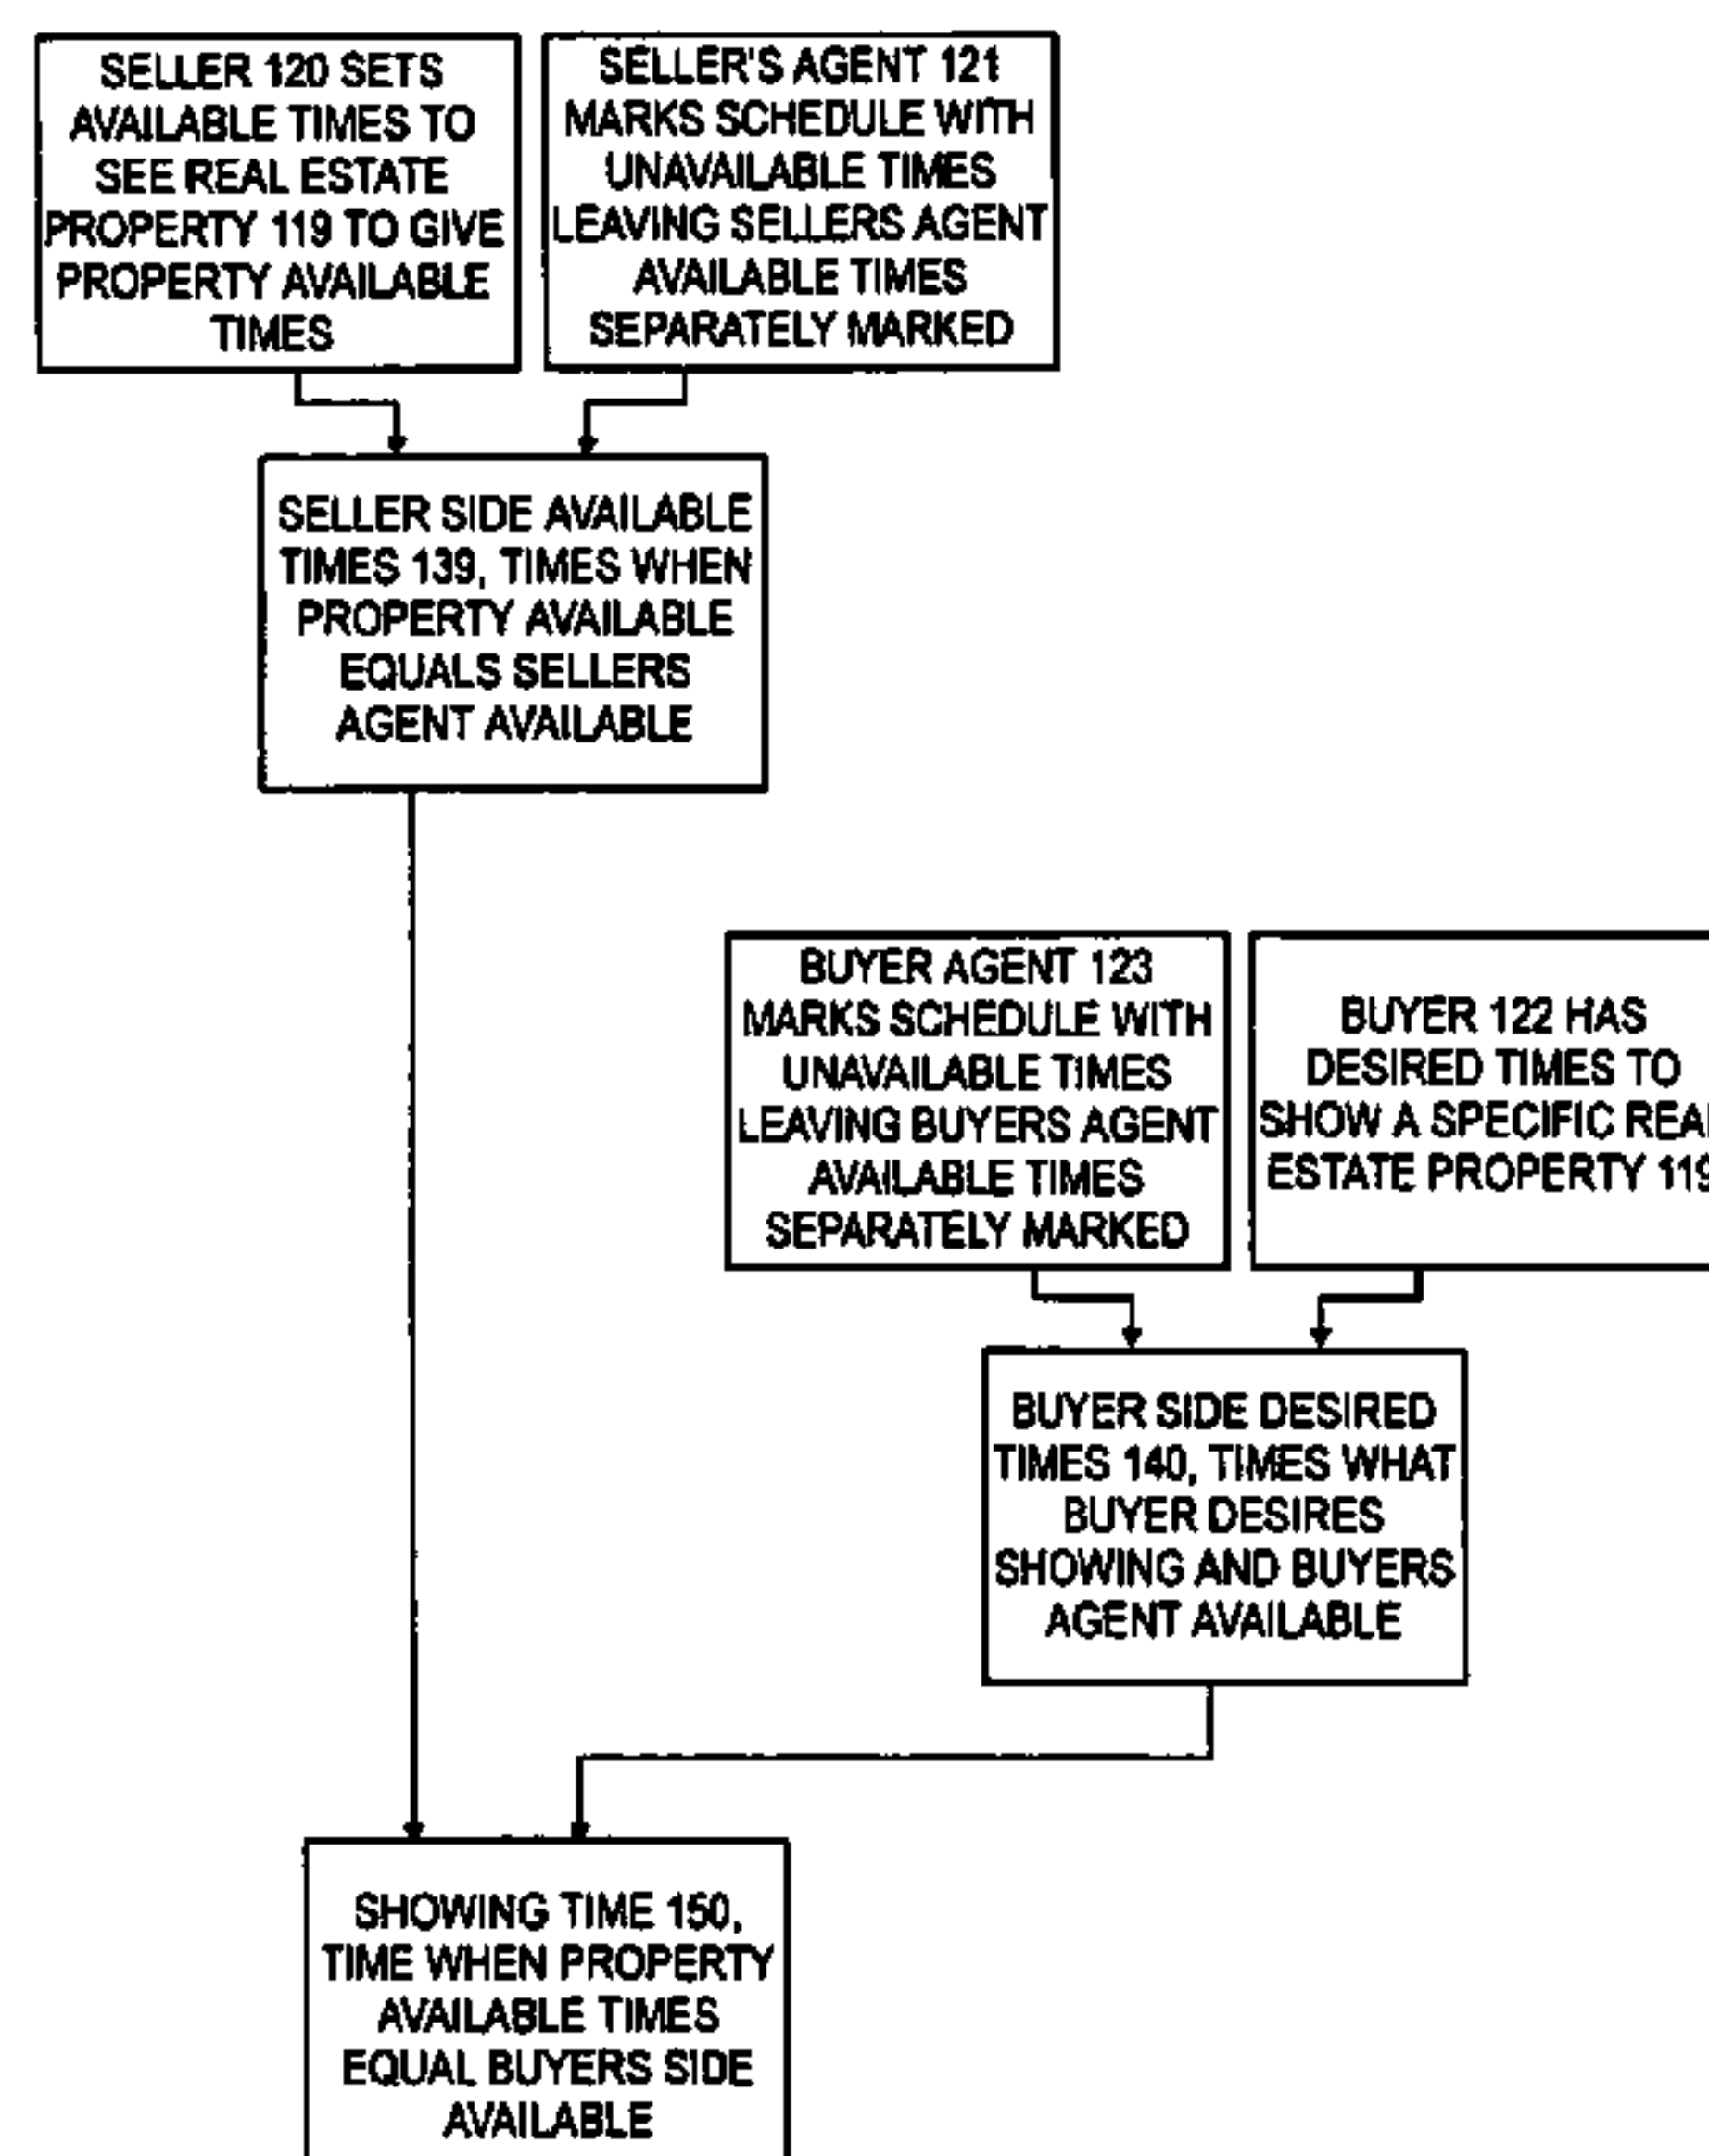 SELLER 120 SETS
AVAILABLE TIMES TO
SEE REAL ESTATE
PROPERTY 119 TO GIVE
PROPERTY AVAILABLE
TIMES
SELLER'S AGENT 121
MARKS SCHEDULE WITH
UNAVAILABLE TIMES
LEAVING SELLERS AGENT
AVAILABLE TIMES
SEPARATELY MARKED
SELLER SIDE AVAILABLE
TIMES 139, TIMES WHEN
PROPERTY AVAILABLE
EQUALS SELLERS
AGENT AVAILABLE
BUYER AGENT 123
MARKS SCHEDULE WITH
UNAVAILABLE TIMES
LEAVING BUYERS AGENT
AVAILABLE TIMES
SEPARATELY MARKED
BUYER 122 HAS
DESIRED TIMES TO
SHOW A SPECIFIC REAL
ESTATE PROPERTY 119
BUYER SIDE DESIRED
TIMES 140, TIMES WHAT
BUYER DESIRES
SHOWING AND BUYERS
AGENT AVAILABLE
SHOWING TIME 150,
TIME WHEN PROPERTY
AVAILABLE TIMES
EQUAL BUYERS SIDE
AVAILABLE